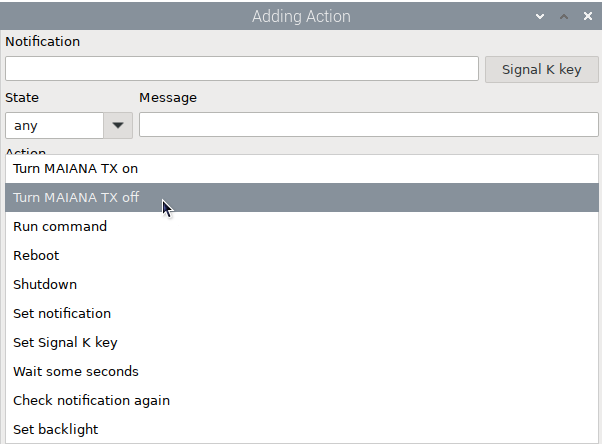 Adding Action
Notification
Signal K key
State Message
any
Action
Turn MAIANA TX on
Turn MAIANA TX off
Run command
Reboot
Shutdown
Set notification
Set Signal K key
Wait some seconds
Check notification again
Set backlight